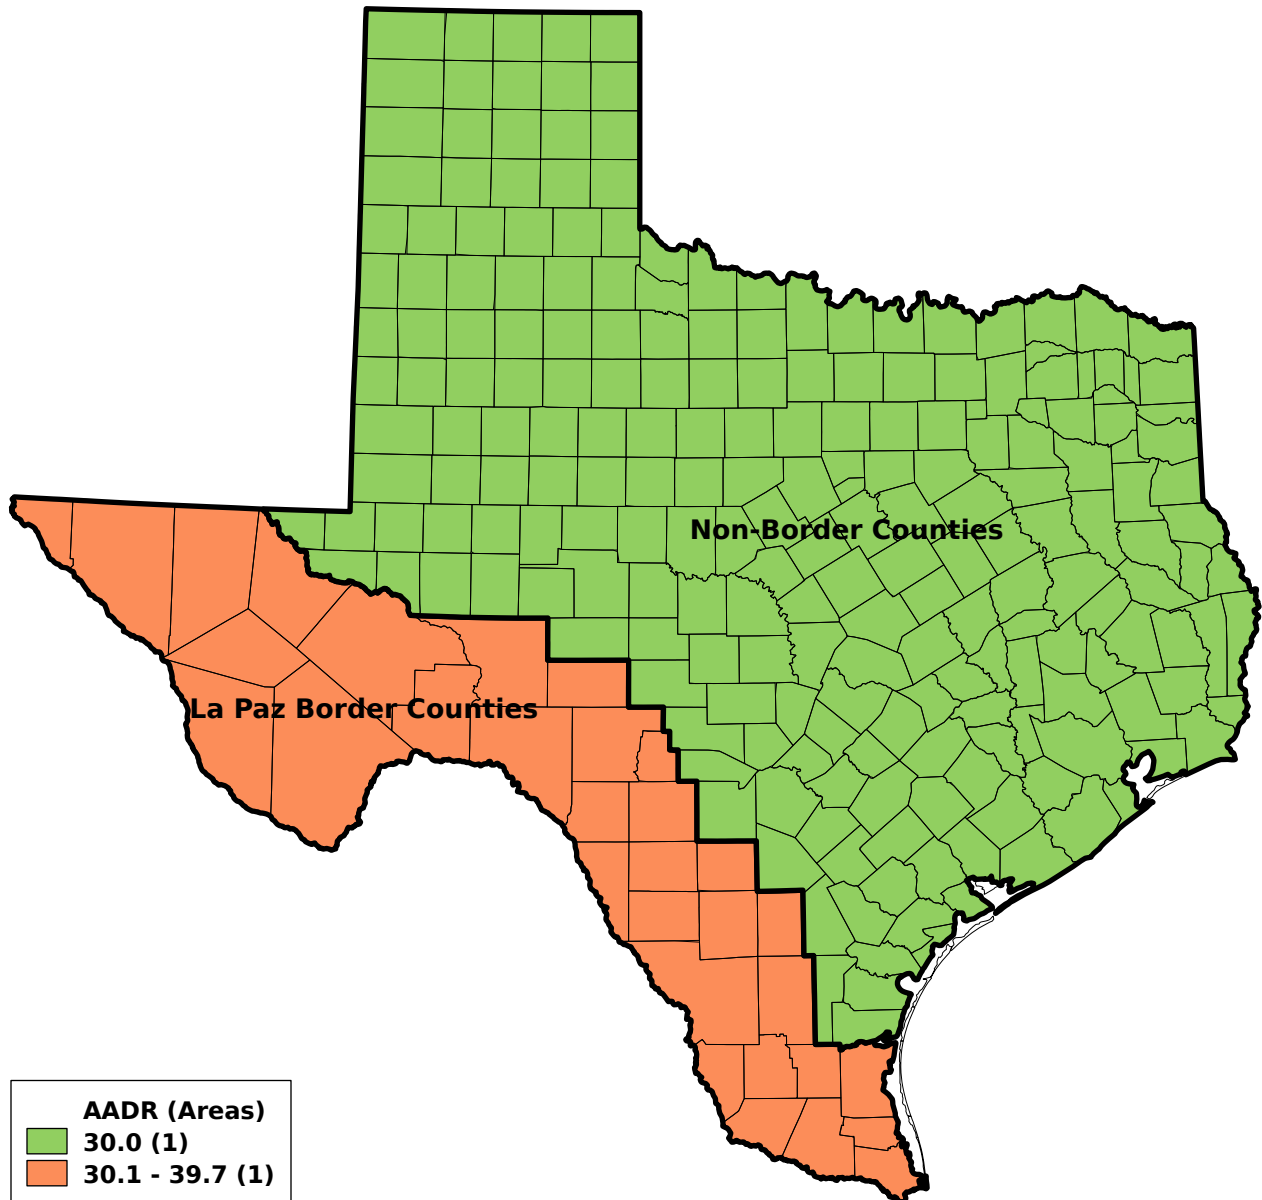 Non-Border Counties
La Paz Border Counties
AADR (Areas)
30.0 (1)
30.1 - 39.7 (1)